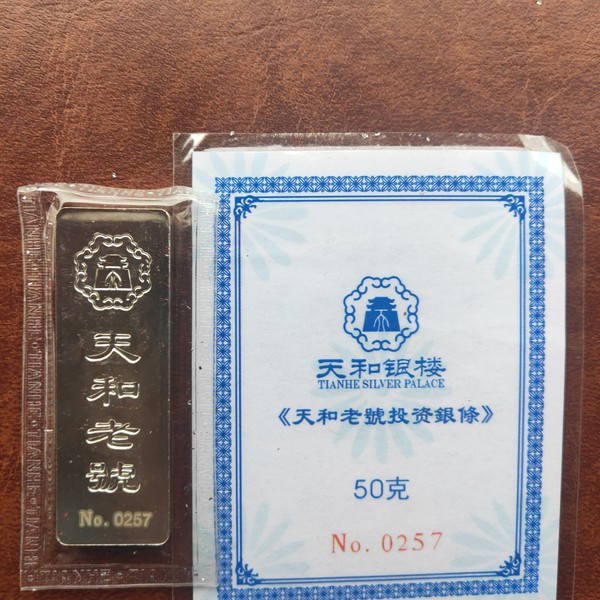 天
和
老
號
No. 0257
天和银楼
TIANHE SILVER PALACE
《天和老號投资銀條》
50克
No. 0257